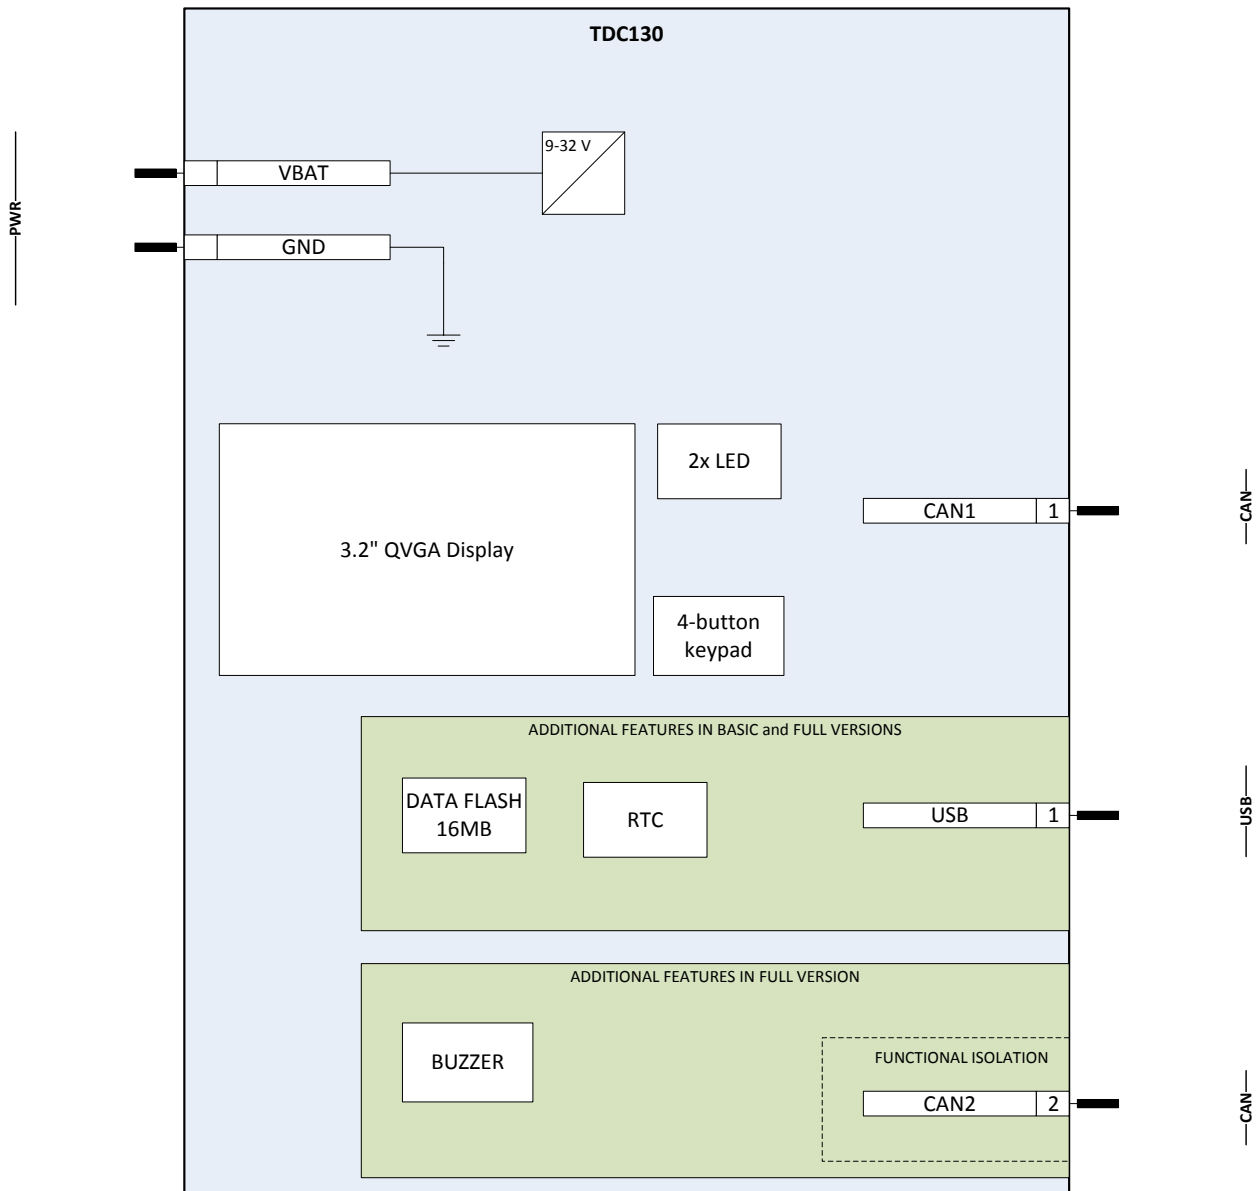 TDC130
9-32 V
VBAT
PWR
GND
2x LED
CAN1 1
CAN
3.2" QVGA Display
4-button
keypad
ADDITIONAL FEATURES IN BASIC and FULL VERSIONS
DATA FLASH
16MB
RTC
USB 1
USB
ADDITIONAL FEATURES IN FULL VERSION
BUZZER
FUNCTIONAL ISOLATION
CAN2 2
CAN